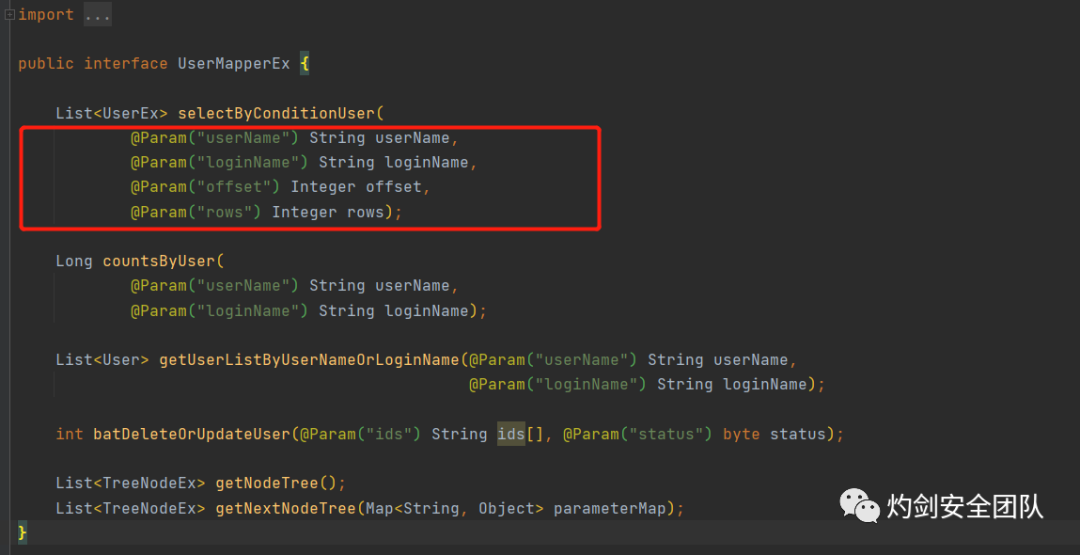 import ...
public interface UserMapperEx {
List<UserEx> selectByConditionUser(
@Param("userName") String userName,
@Param("loginName") String loginName,
@Param("offset") Integer offset,
@Param("rows") Integer rows);
Long countsByUser(
@Param("userName") String userName,
@Param("loginName") String loginName);
List<User> getUserListByUserNameOrLoginName(@Param("userName") String userName,
@Param("loginName") String loginName);
int batDeleteOrUpdateUser(@Param("ids") String ids[], @Param("status") byte status);
List<TreeNodeEx> getNodeTree();
List<TreeNodeEx> getNextNodeTree(Map<String, Object> parameterMap);
}
灼剑安全团队